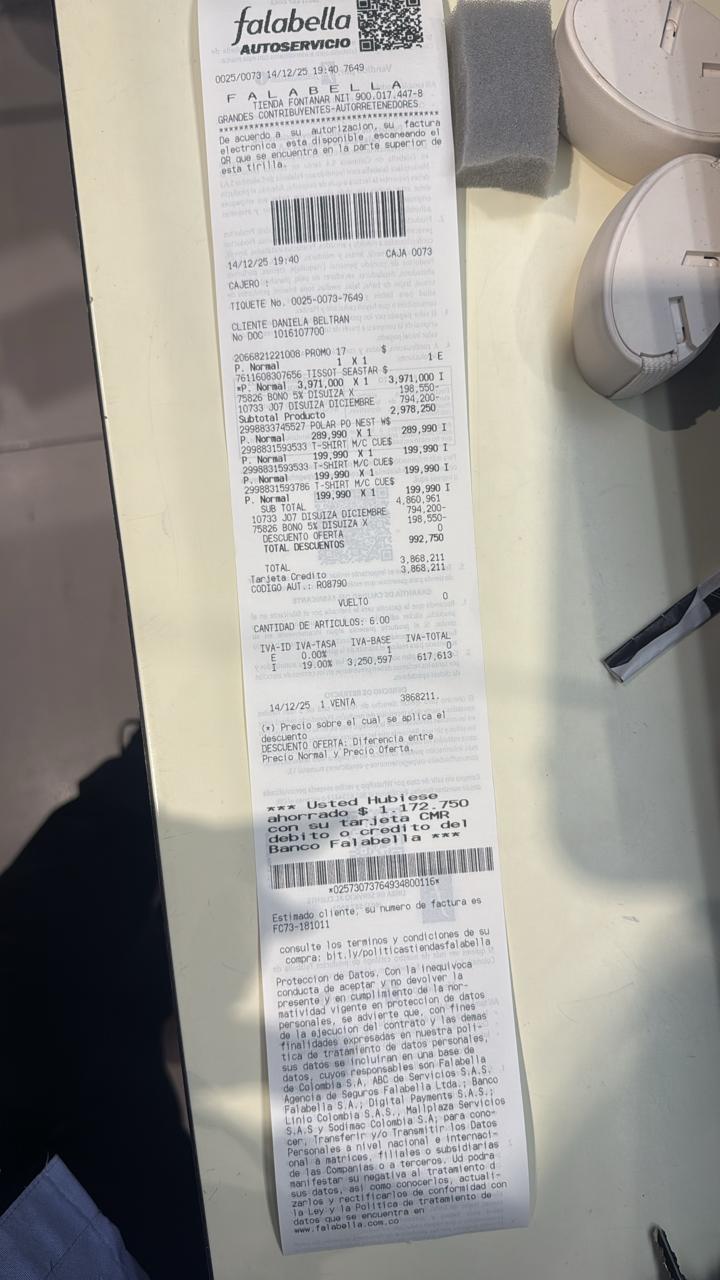 falabella
AUTOSERVICIO
0025/0073 14/12/25 19:40 7649
F A L A B E L L A
TIENDA FONTANAR NIT 900.017.447-8
GRANDES CONTRIBUYENTES-AUTORRETENEDORES
De acuerdo a su autorizacion, su factura
electronica esta disponible escaneando el
QR que se encuentra en la parte superior de
esta tirilla.
14/12/25 19:40 CAJA 0073
CAJERO :
TIQUETE No. 0025-0073-7649
CLIENTE DANIELA BELTRAN
No DOC 1016107700
2066821221008 PROMO 17 $
P. Normal 1 X 1 1 E
7611608307656 TISSOT SEASTAR $
*P. Normal 3,971,000 X 1 3,971,000 I
75826 BONO 5% DISUIZA X 198,550-
10733 J07 DISUIZA DICIEMBRE 794,200-
Subtotal Producto 2,978,250
2998833745527 POLAR PO NEST W$
P. Normal 289,990 X 1 289,990 I
2998831593533 T-SHIRT M/C CUE$
P. Normal 199,990 X 1 199,990 I
2998831593533 T-SHIRT M/C CUE$
P. Normal 199,990 X 1 199,990 I
2998831593786 T-SHIRT M/C CUE$
P. Normal 199,990 X 1 199,990 I
SUB TOTAL 4,860,961
10733 J07 DISUIZA DICIEMBRE 794,200-
75826 BONO 5% DISUIZA X 198,550-
DESCUENTO OFERTA 0
TOTAL DESCUENTOS 992,750
TOTAL 3,868,211
Tarjeta Credito 3,868,211
CODIGO AUT.: R08790
VUELTO 0
CANTIDAD DE ARTICULOS: 6.00
IVA-ID IVA-TASA IVA-BASE IVA-TOTAL
E 0.00% 1 0
I 19.00% 3,250,597 617,613
14/12/25 1 VENTA 3868211.
(*) Precio sobre el cual se aplica el
descuento
DESCUENTO OFERTA: Diferencia entre
Precio Normal y Precio Oferta.
*** Usted Hubiese
ahorrado $ 1.172.750
con su tarjeta CMR
debito o credito del
Banco Falabella ***
*02573073764934800116*
Estimado cliente, su numero de factura es
FC73-181011
consulte los terminos y condiciones de su
compra: bit.ly/politicastiendasfalabella
Proteccion de Datos. Con la inequivoca
conducta de aceptar y no devolver la
presente y en cumplimiento de la nor-
matividad vigente en proteccion de datos
personales, se advierte que, con fines
de la ejecucion del contrato y las demas
finalidades expresadas en nuestra poli-
tica de tratamiento de datos personales,
sus datos se incluiran en una base de
datos, cuyos responsables son Falabella
de Colombia S.A, ABC de Servicios S.A.S.
Agencia de Seguros Falabella Ltda.; Banco
Falabella S.A.; Digital Payments S.A.S.;
Linio Colombia S.A.S., Mallplaza Servicios
S.A.S y Sodimac Colombia S.A; para cono-
cer, Transferir y/o Transmitir los Datos
Personales a nivel nacional e internaci-
onal a matrices, filiales o subsidiarias
de las Companias o a terceros. Ud podra
manifestar su negativa al tratamiento d
sus datos, asi como conocerlos, actuali-
zarlos y rectificarlos de conformidad con
la Ley y la Politica de tratamiento de
datos que se encuentra en
www.falabella.com.co